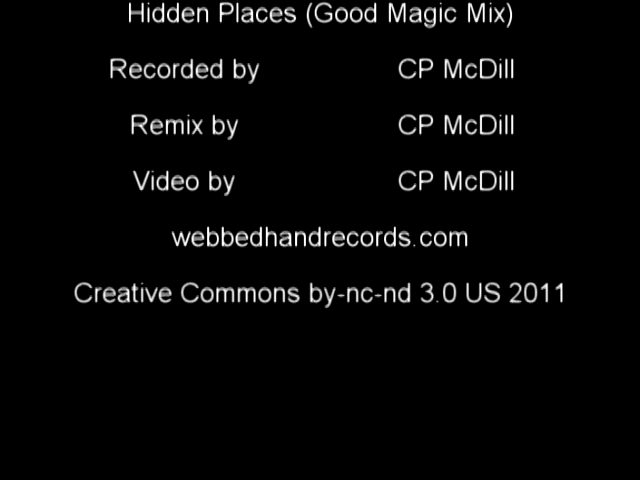 Hidden Places (Good Magic Mix)
Recorded by CP McDill
Remix by CP McDill
Video by CP McDill
webbedhandrecords.com
Creative Commons by-nc-nd 3.0 US 2011